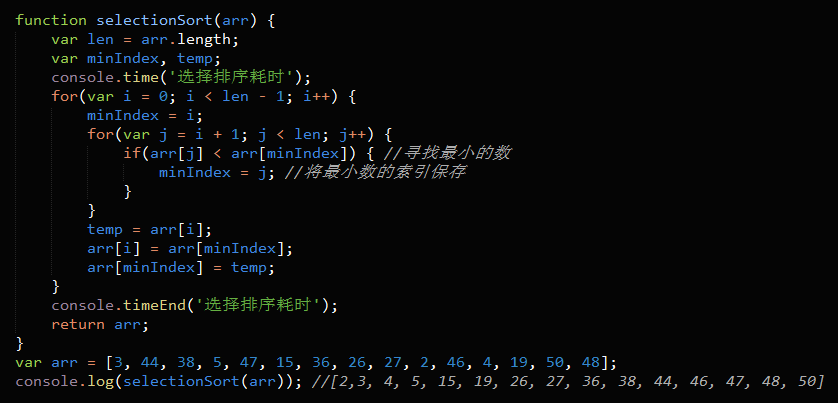 function selectionSort(arr) {
    var len = arr.length;
    var minIndex, temp;
    console.time('选择排序耗时');
    for(var i = 0; i < len - 1; i++) {
        minIndex = i;
        for(var j = i + 1; j < len; j++) {
            if(arr[j] < arr[minIndex]) { //寻找最小的数
                minIndex = j; //将最小数的索引保存
            }
        }
        temp = arr[i];
        arr[i] = arr[minIndex];
        arr[minIndex] = temp;
    }
    console.timeEnd('选择排序耗时');
    return arr;
}
var arr = [3, 44, 38, 5, 47, 15, 36, 26, 27, 2, 46, 4, 19, 50, 48];
console.log(selectionSort(arr)); //[2,3, 4, 5, 15, 19, 26, 27, 36, 38, 44, 46, 47, 48, 50]